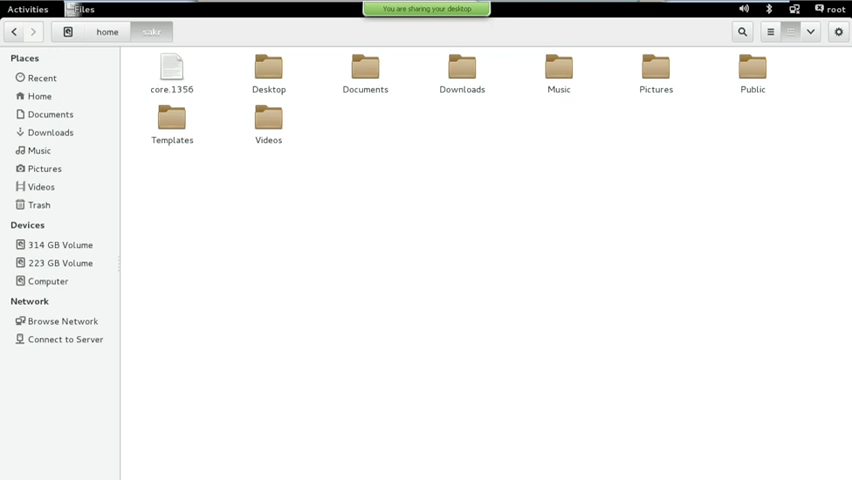 Activities Files You are sharing your desktop root
home sakr
Places
Recent
Home
Documents
Downloads
Music
Pictures
Videos
Trash
Devices
314 GB Volume
223 GB Volume
Computer
Network
Browse Network
Connect to Server
core.1356 Desktop Documents Downloads Music Pictures Public
Templates Videos